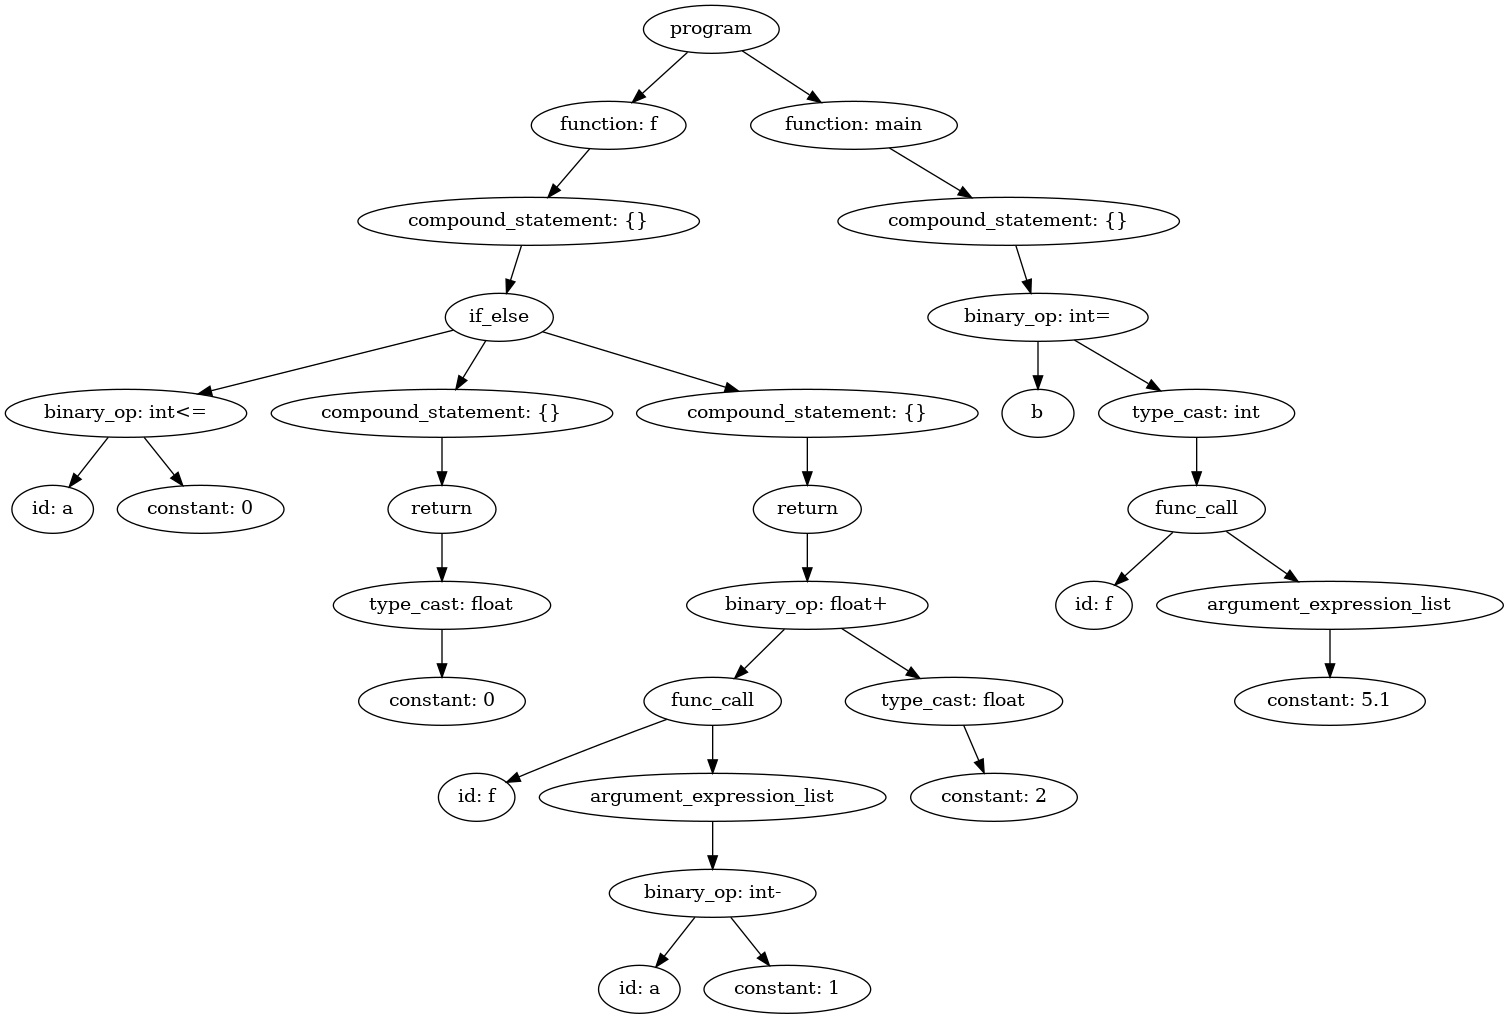 program
function: f
function: main
compound_statement: {}
compound_statement: {}
if_else
binary_op: int=
binary_op: int<=
compound_statement: {}
compound_statement: {}
b
type_cast: int
id: a
constant: 0
return
return
func_call
type_cast: float
binary_op: float+
id: f
argument_expression_list
constant: 0
func_call
type_cast: float
constant: 5.1
id: f
argument_expression_list
constant: 2
binary_op: int-
id: a
constant: 1